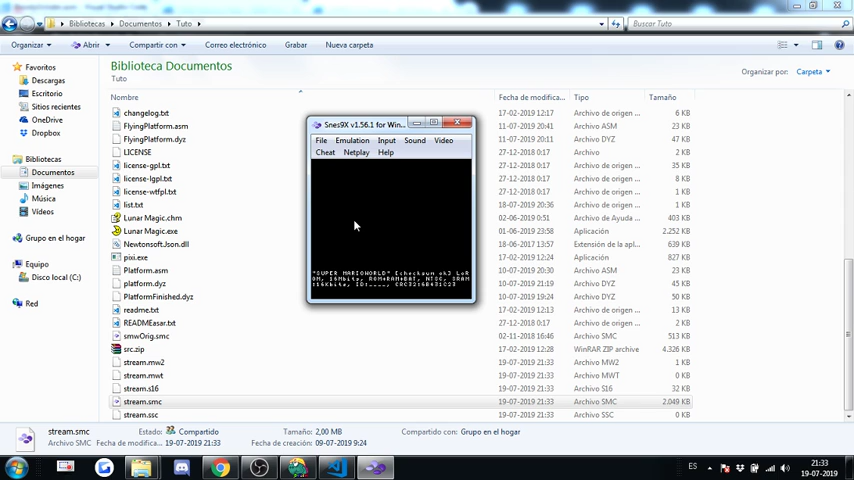 Bibliotecas ▸ Documentos ▸ Tuto ▸
Buscar Tuto
Organizar
Abrir
Compartir con
Correo electrónico
Grabar
Nueva carpeta
Favoritos
Descargas
Escritorio
Sitios recientes
OneDrive
Dropbox
Bibliotecas
Documentos
Imágenes
Música
Vídeos
Grupo en el hogar
Equipo
Disco local (C:)
Red
Biblioteca Documentos
Tuto
Organizar por: Carpeta
Nombre Fecha de modifica... Tipo Tamaño
changelog.txt 17-02-2019 12:17 Archivo de origen ... 6 KB
FlyingPlatform.asm 11-07-2019 20:41 Archivo ASM 23 KB
FlyingPlatform.dyz 11-07-2019 20:11 Archivo DYZ 47 KB
LICENSE 27-12-2018 0:17 Archivo 2 KB
license-gpl.txt 27-12-2018 0:17 Archivo de origen ... 35 KB
license-lgpl.txt 27-12-2018 0:17 Archivo de origen ... 8 KB
license-wtfpl.txt 27-12-2018 0:17 Archivo de origen ... 1 KB
list.txt 18-07-2019 20:36 Archivo de origen ... 1 KB
Lunar Magic.chm 02-06-2019 0:51 Archivo de Ayuda ... 403 KB
Lunar Magic.exe 01-06-2019 23:58 Aplicación 2.252 KB
Newtonsoft.Json.dll 18-06-2017 13:57 Extensión de la apl... 639 KB
pixi.exe 17-02-2019 12:26 Aplicación 827 KB
Platform.asm 10-07-2019 20:30 Archivo ASM 23 KB
platform.dyz 10-07-2019 21:19 Archivo DYZ 45 KB
PlatformFinished.dyz 10-07-2019 19:24 Archivo DYZ 50 KB
readme.txt 17-02-2019 12:13 Archivo de origen ... 13 KB
READMEasar.txt 27-12-2018 0:17 Archivo de origen ... 3 KB
smwOrig.smc 02-11-2018 16:46 Archivo SMC 513 KB
src.zip 17-02-2019 12:28 WinRAR ZIP archive 4.326 KB
stream.mw2 19-07-2019 21:33 Archivo MW2 1 KB
stream.mwt 19-07-2019 21:33 Archivo MWT 0 KB
stream.s16 19-07-2019 21:33 Archivo S16 32 KB
stream.smc 19-07-2019 21:33 Archivo SMC 2.049 KB
stream.ssc 19-07-2019 21:33 Archivo SSC 0 KB
Snes9X v1.56.1 for Win...
File Emulation Input Sound Video
Cheat Netplay Help
"SUPER MARIOWORLD" [checksum ok] LoR
OM, 16Mbits, ROM+RAM+BAT, NTSC, SRAM
stream.smc Estado: Compartido Tamaño: 2,00 MB Compartido con: Grupo en el hogar
Archivo SMC Fecha de modifica... 19-07-2019 21:33 Fecha de creación: 09-07-2019 9:24
ES
21:33
19-07-2019